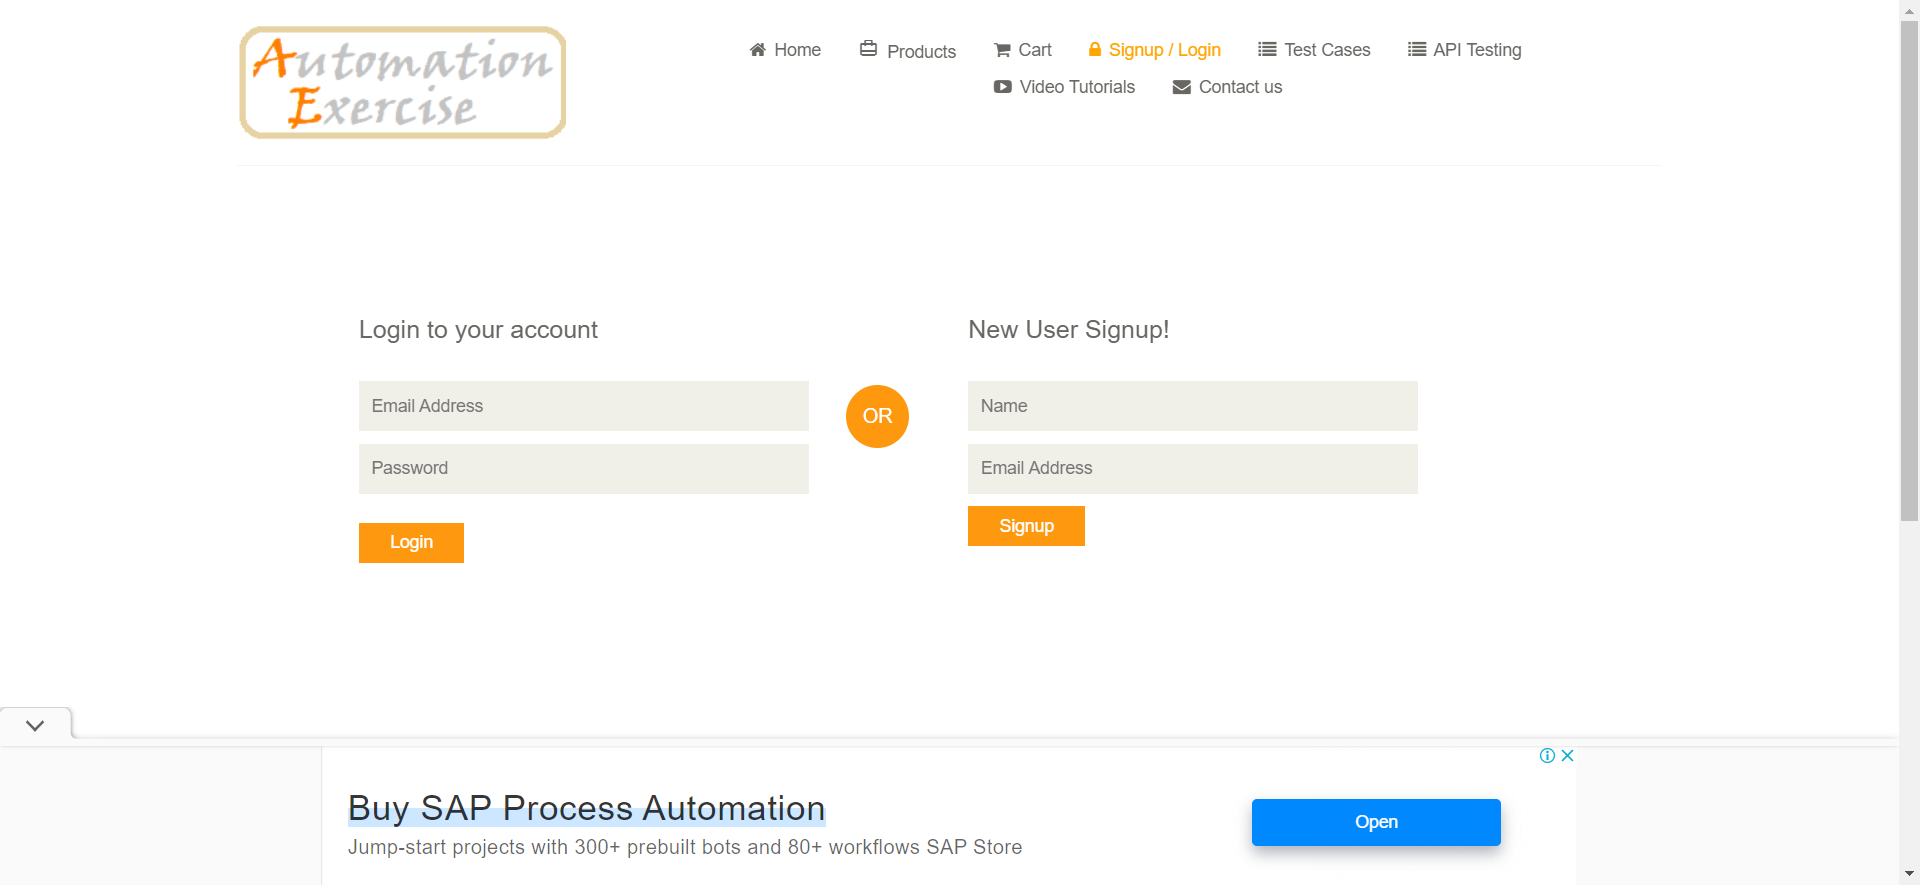 Automation
Exercise
Home
Products
Cart
Signup / Login
Test Cases
API Testing
Video Tutorials
Contact us
Login to your account
Email Address
Password
Login
OR
New User Signup!
Name
Email Address
Signup
Buy SAP Process Automation
Jump-start projects with 300+ prebuilt bots and 80+ workflows SAP Store
Open